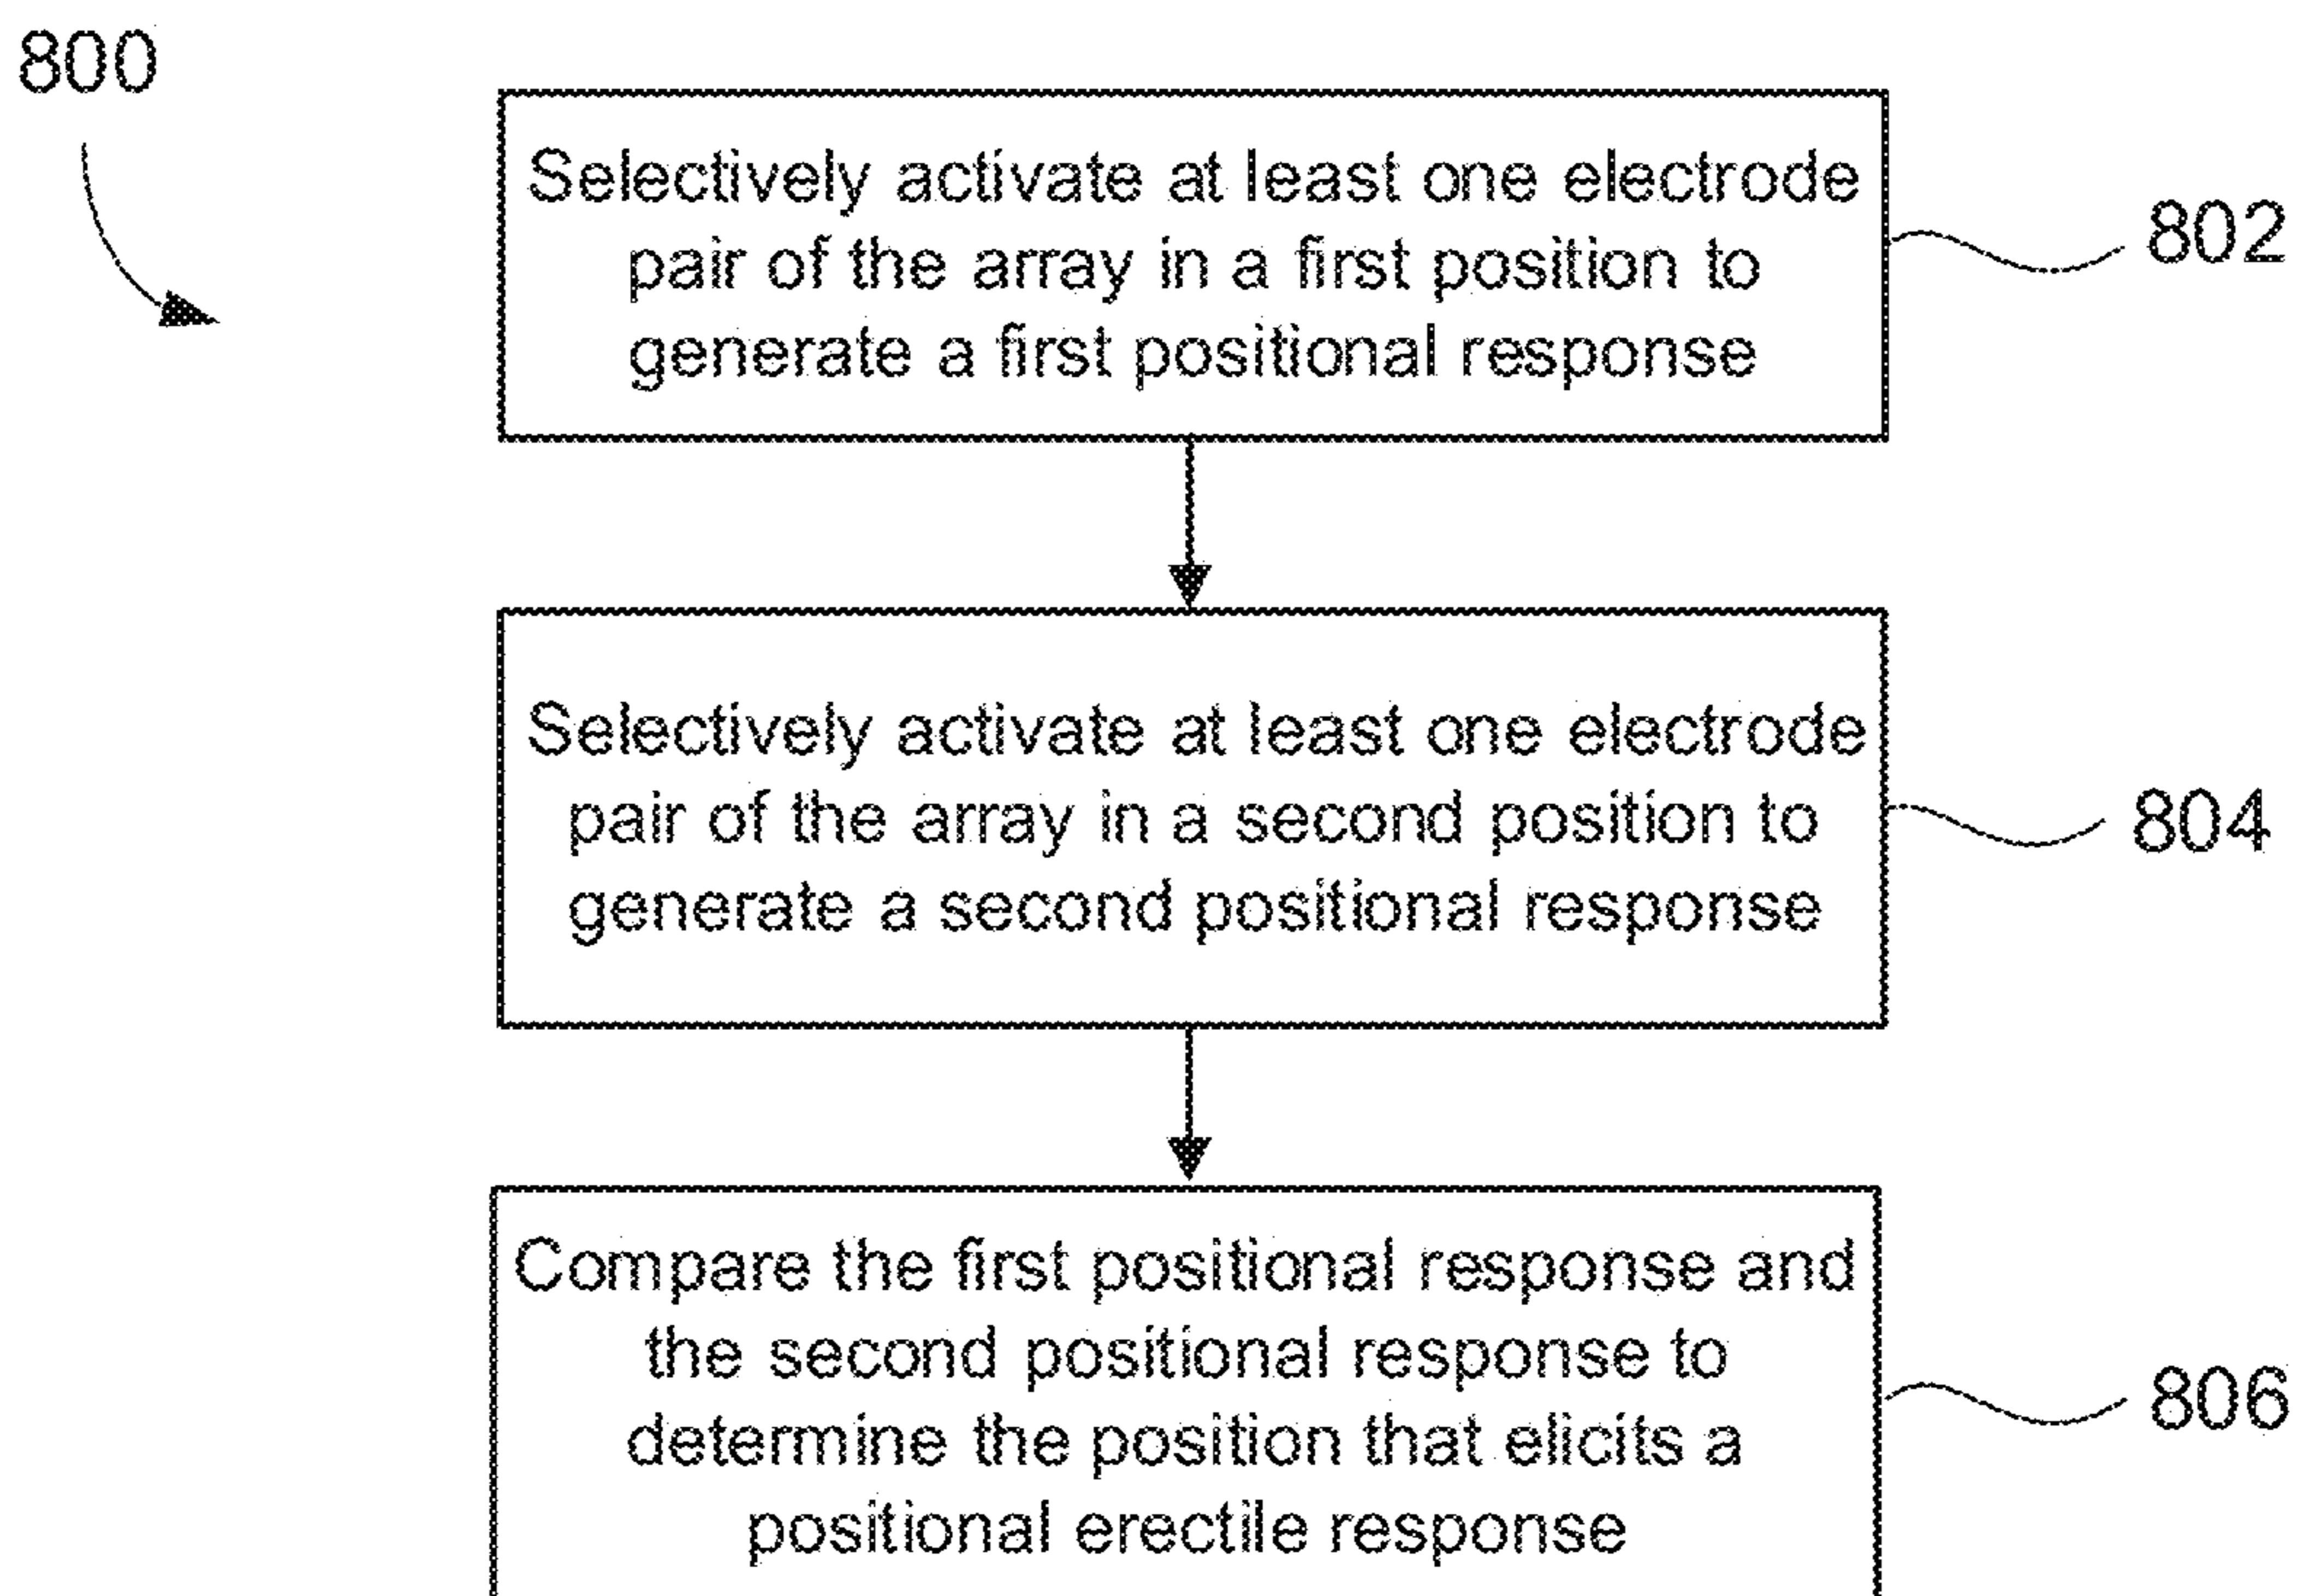 800
Selectively activate at least one electrode
pair of the array in a first position to
generate a first positional response
802
Selectively activate at least one electrode
pair of the array in a second position to
generate a second positional response
804
Compare the first positional response and
the second positional response to
determine the position that elicits a
positional erectile response
806